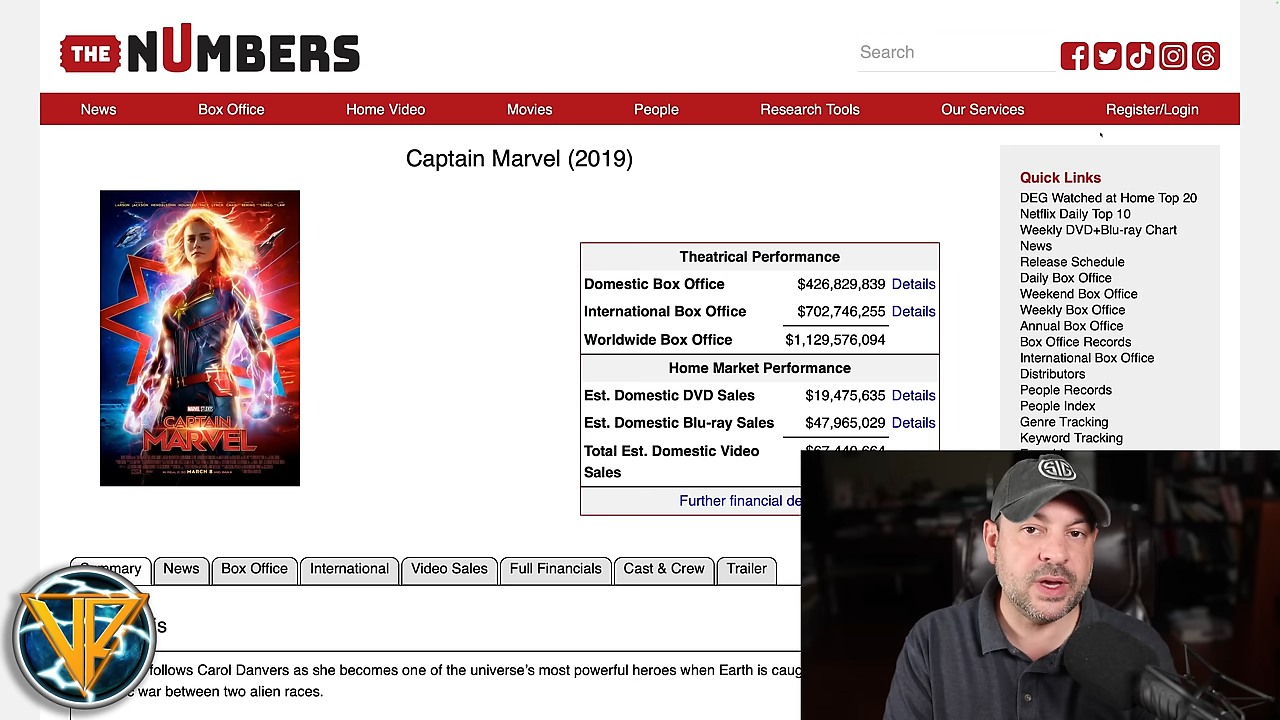 THE NUMBERS
Search
News Box Office Home Video Movies People Research Tools Our Services Register/Login
Captain Marvel (2019)
MARVEL STUDIOS
CAPTAIN
MARVEL
MARCH 8
Theatrical Performance
Domestic Box Office $426,829,839 Details
International Box Office $702,746,255 Details
Worldwide Box Office $1,129,576,094
Home Market Performance
Est. Domestic DVD Sales $19,475,635 Details
Est. Domestic Blu-ray Sales $47,965,029 Details
Total Est. Domestic Video
Sales
Further financial de
Quick Links
DEG Watched at Home Top 20
Netflix Daily Top 10
Weekly DVD+Blu-ray Chart
News
Release Schedule
Daily Box Office
Weekend Box Office
Weekly Box Office
Annual Box Office
Box Office Records
International Box Office
Distributors
People Records
People Index
Genre Tracking
Keyword Tracking
Summary News Box Office International Video Sales Full Financials Cast & Crew Trailer
is
follows Carol Danvers as she becomes one of the universe's most powerful heroes when Earth is caug
war between two alien races.